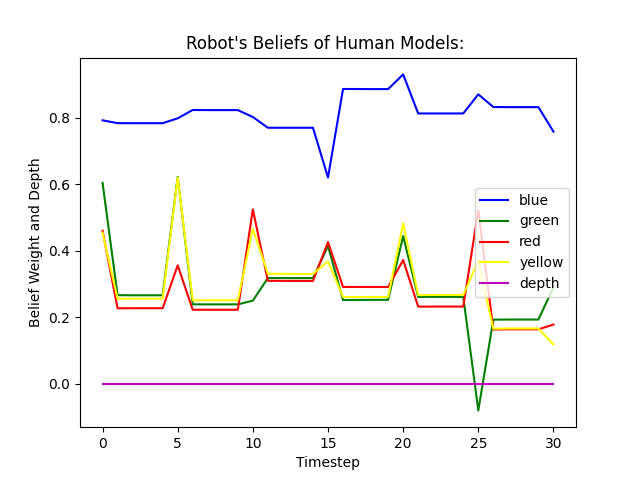 Robot's Beliefs of Human Models:
Belief Weight and Depth
0.8
0.6
0.4
0.2
0.0
blue
green
red
yellow
depth
0 5 10 15 20 25 30
Timestep